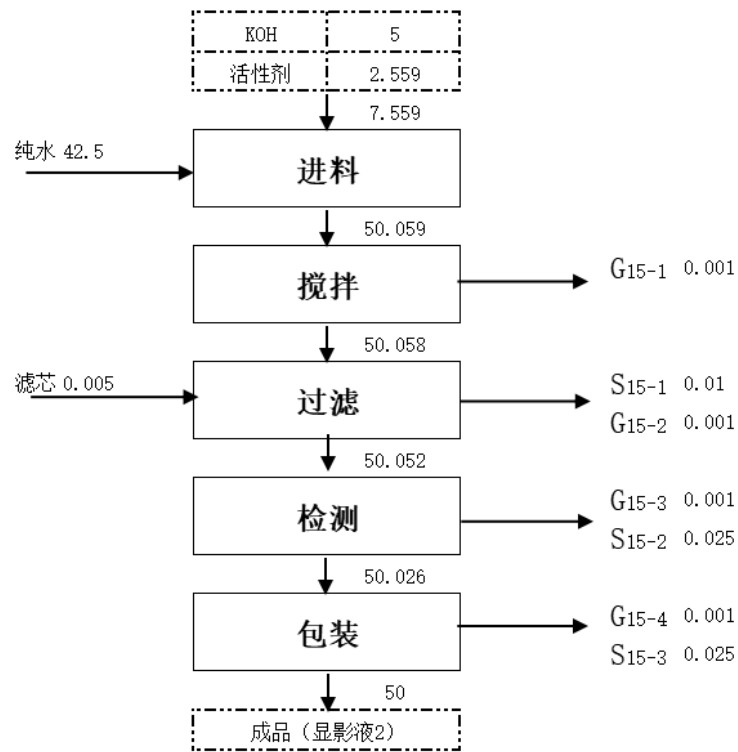 KOH 5
活性剂 2.559
7.559
纯水 42.5
进料
50.059
搅拌
G15-1 0.001
50.058
滤芯 0.005
过滤
S15-1 0.01
G15-2 0.001
50.052
检测
G15-3 0.001
S15-2 0.025
50.026
包装
G15-4 0.001
S15-3 0.025
50
成品（显影液2）